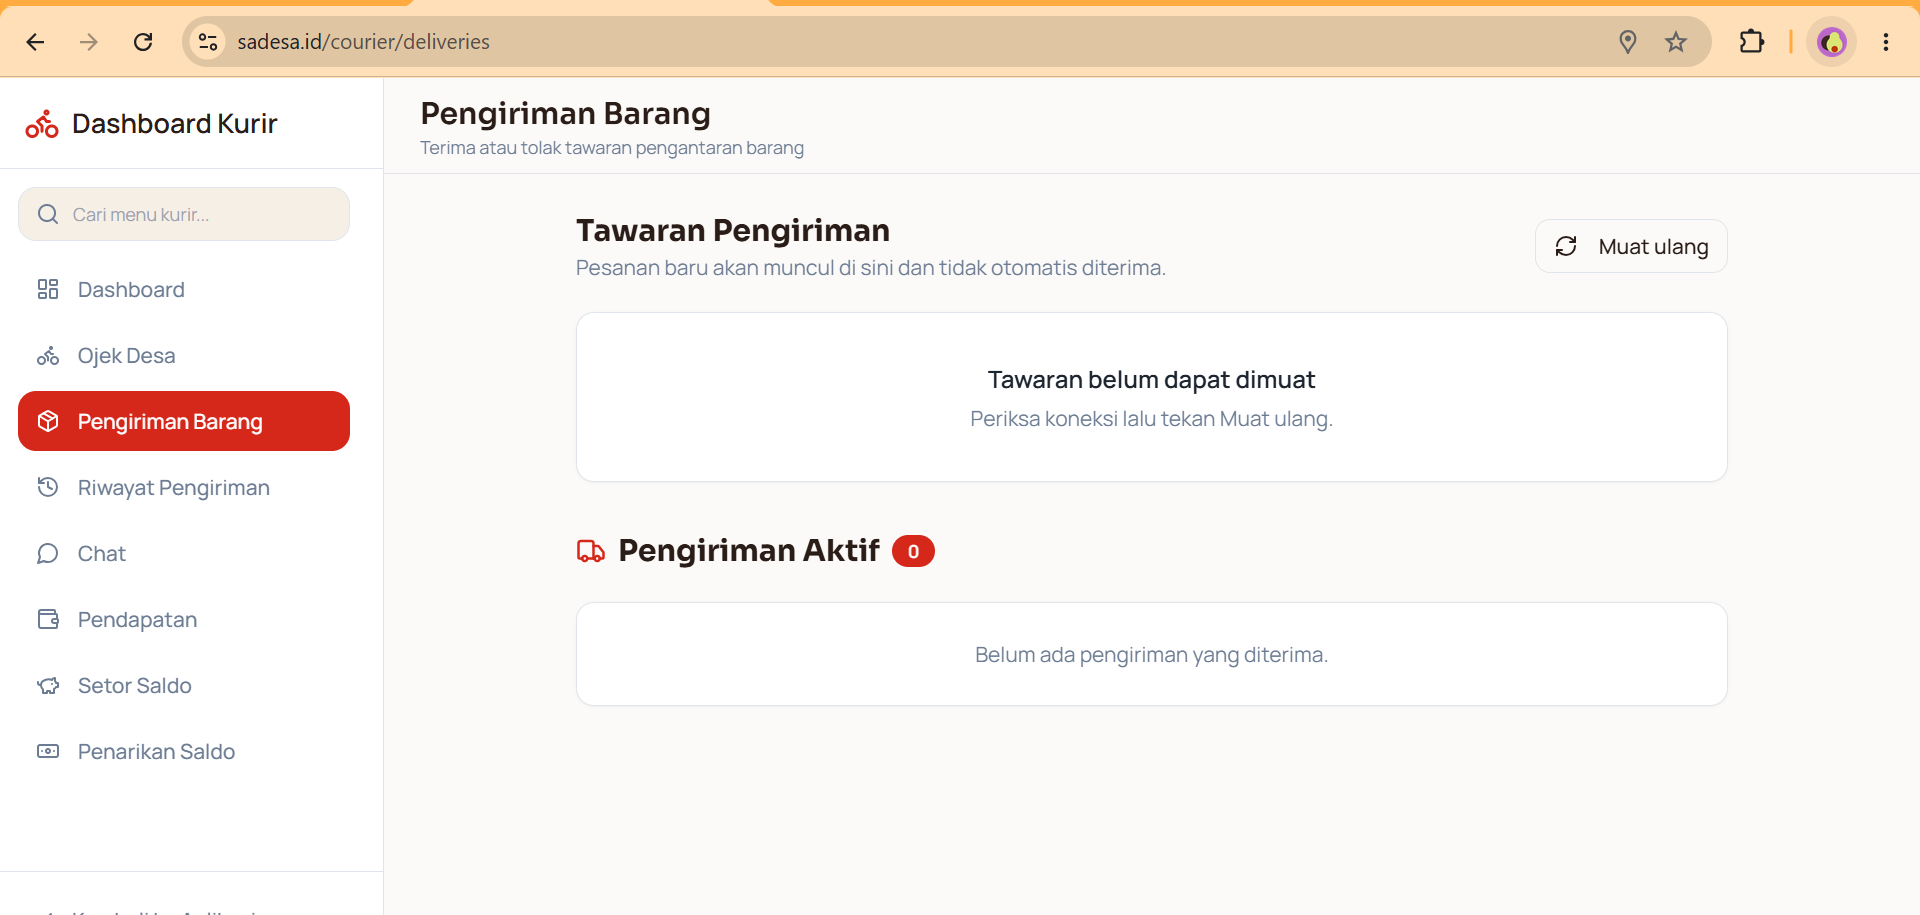 sadesa.id/courier/deliveries
Dashboard Kurir
Cari menu kurir...
Dashboard
Ojek Desa
Pengiriman Barang
Riwayat Pengiriman
Chat
Pendapatan
Setor Saldo
Penarikan Saldo
Pengiriman Barang
Terima atau tolak tawaran pengantaran barang
Tawaran Pengiriman
Pesanan baru akan muncul di sini dan tidak otomatis diterima.
Muat ulang
Tawaran belum dapat dimuat
Periksa koneksi lalu tekan Muat ulang.
Pengiriman Aktif 0
Belum ada pengiriman yang diterima.